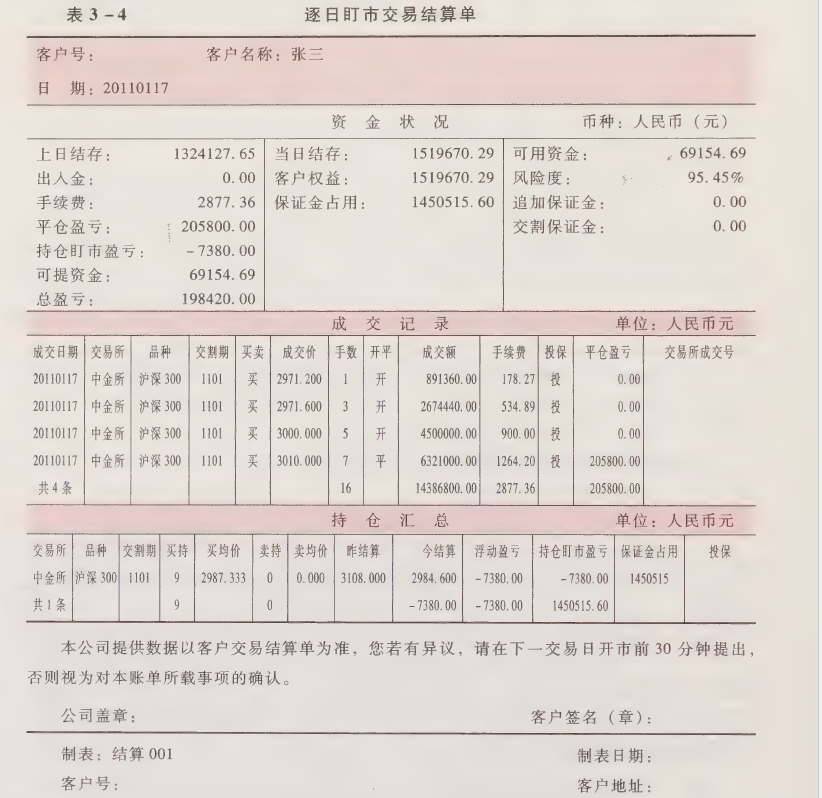 表 3-4 逐日盯市交易结算单
客户号： 客户名称：张三
日 期：20110117
资 金 状 况 币种：人民币（元）
上日结存： 1324127.65 当日结存： 1519670.29 可用资金： 69154.69
出入金： 0.00 客户权益： 1519670.29 风险度： 95.45%
手续费： 2877.36 保证金占用： 1450515.60 追加保证金： 0.00
平仓盈亏： 205800.00 交割保证金： 0.00
持仓盯市盈亏： -7380.00
可提资金： 69154.69
总盈亏： 198420.00
成 交 记 录 单位：人民币元
成交日期 交易所 品种 交割期 买卖 成交价 手数 开平 成交额 手续费 投保 平仓盈亏 交易所成交号
20110117 中金所 沪深300 1101 买 2971.200 1 开 891360.00 178.27 投 0.00
20110117 中金所 沪深300 1101 买 2971.600 3 开 2674440.00 534.89 投 0.00
20110117 中金所 沪深300 1101 买 3000.000 5 开 4500000.00 900.00 投 0.00
20110117 中金所 沪深300 1101 买 3010.000 7 平 6321000.00 1264.20 投 205800.00
共4条 16 14386800.00 2877.36 205800.00
持 仓 汇 总 单位：人民币元
交易所 品种 交割期 买持 买均价 卖持 卖均价 昨结算 今结算 浮动盈亏 持仓盯市盈亏 保证金占用 投保
中金所 沪深300 1101 9 2987.333 0 0.000 3108.000 2984.600 -7380.00 -7380.00 1450515
共1条 9 0 -7380.00 -7380.00 1450515.60
本公司提供数据以客户交易结算单为准，您若有异议，请在下一交易日开市前30分钟提出，
否则视为对本账单所载事项的确认。
公司盖章： 客户签名（章）：
制表：结算001 制表日期：
客户号： 客户地址：